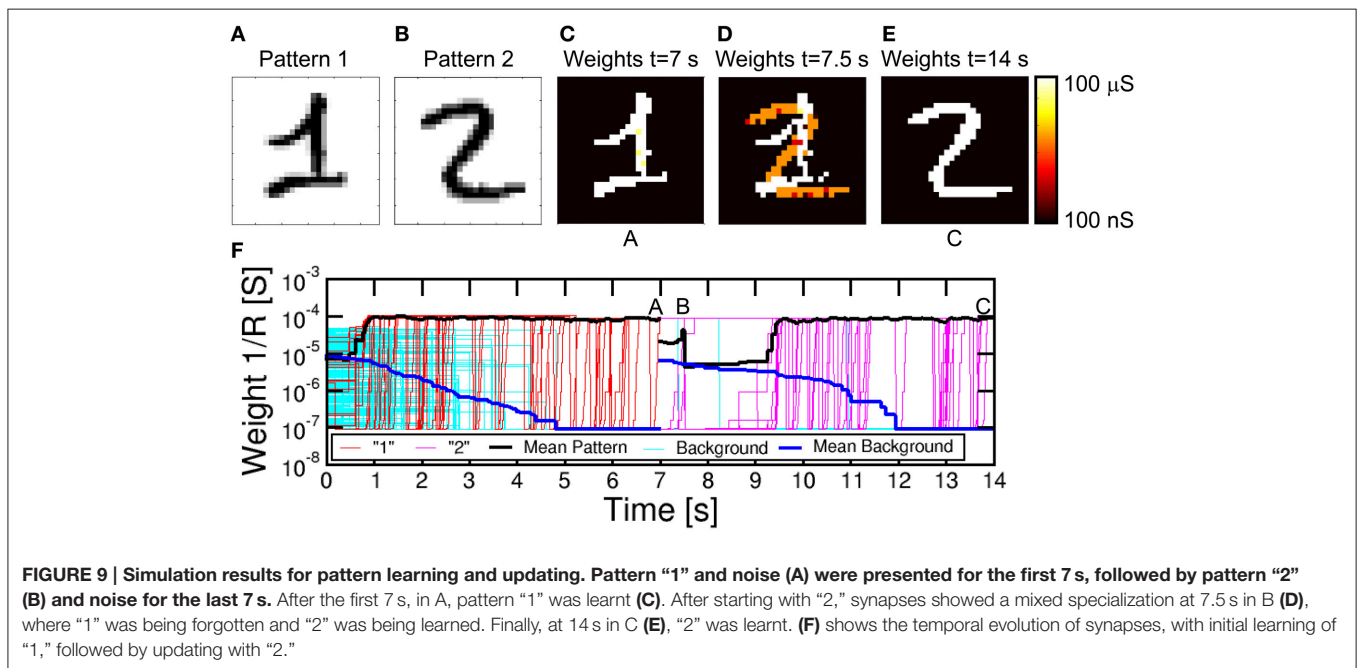 A B C D E
Pattern 1 Pattern 2 Weights t=7 s Weights t=7.5 s Weights t=14 s
100 µS
100 nS
A C
F
A B C
Weight 1/R [S]
10-3
10-4
10-5
10-6
10-7
10-8
"1" "2" Mean Pattern Background Mean Background
0 1 2 3 4 5 6 7 8 9 10 11 12 13 14
Time [s]
FIGURE 9 | Simulation results for pattern learning and updating. Pattern “1” and noise (A) were presented for the first 7 s, followed by pattern “2”
(B) and noise for the last 7 s. After the first 7 s, in A, pattern “1” was learnt (C). After starting with “2,” synapses showed a mixed specialization at 7.5 s in B (D),
where “1” was being forgotten and “2” was being learned. Finally, at 14 s in C (E), “2” was learnt. (F) shows the temporal evolution of synapses, with initial learning of
“1,” followed by updating with “2.”